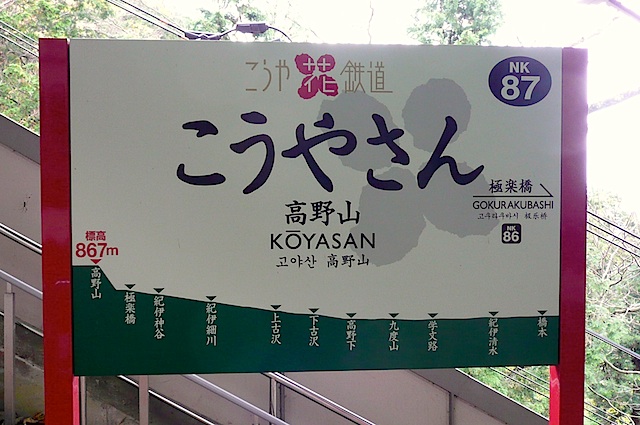 こうや花鉄道
NK
87
こうやさん
高野山
KŌYASAN
고야산 高野山
極楽橋
GOKURAKUBASHI
고쿠라쿠바시 极乐桥
NK
86
標高
867m
高野山
極楽橋
紀伊神谷
紀伊細川
上古沢
下古沢
高野下
九度山
学文路
紀伊清水
橋本